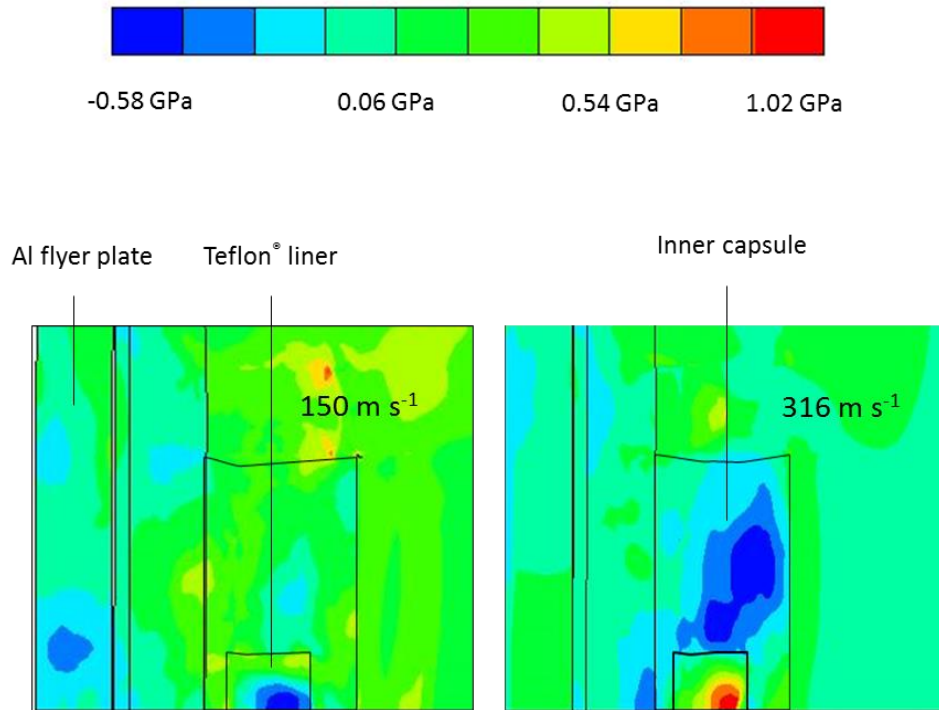 -0.58 GPa 0.06 GPa 0.54 GPa 1.02 GPa
Al flyer plate Teflon® liner Inner capsule
150 m s-1 316 m s-1